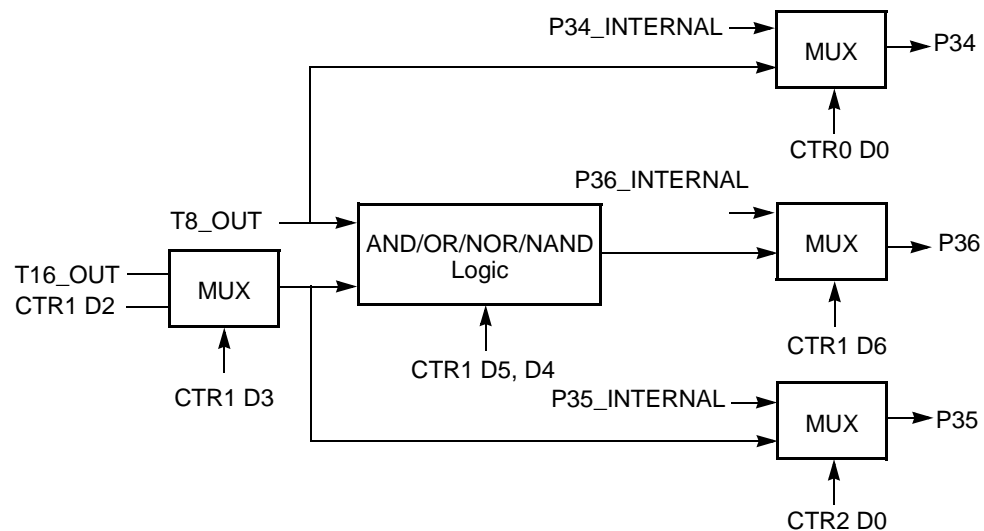 P34_INTERNAL
MUX
P34
CTR0 D0
P36_INTERNAL
T8_OUT
AND/OR/NOR/NAND
Logic
MUX
P36
T16_OUT
CTR1 D2
MUX
CTR1 D3
CTR1 D5, D4
CTR1 D6
P35_INTERNAL
MUX
P35
CTR2 D0